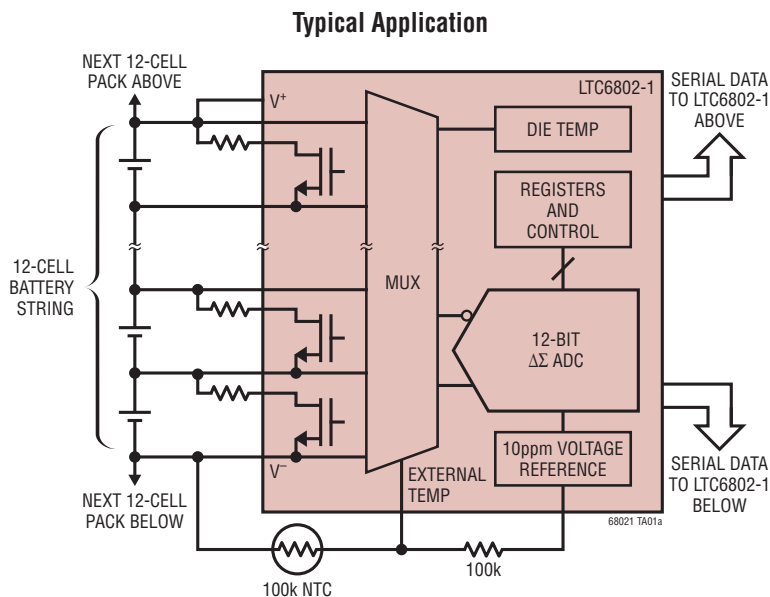 Typical Application
NEXT 12-CELL
PACK ABOVE
LTC6802-1
SERIAL DATA
TO LTC6802-1
ABOVE
V+
DIE TEMP
REGISTERS
AND
CONTROL
12-CELL
BATTERY
STRING
MUX
12-BIT
ΔΣ ADC
10ppm VOLTAGE
REFERENCE
V−
EXTERNAL
TEMP
NEXT 12-CELL
PACK BELOW
SERIAL DATA
TO LTC6802-1
BELOW
68021 TA01a
100k NTC
100k